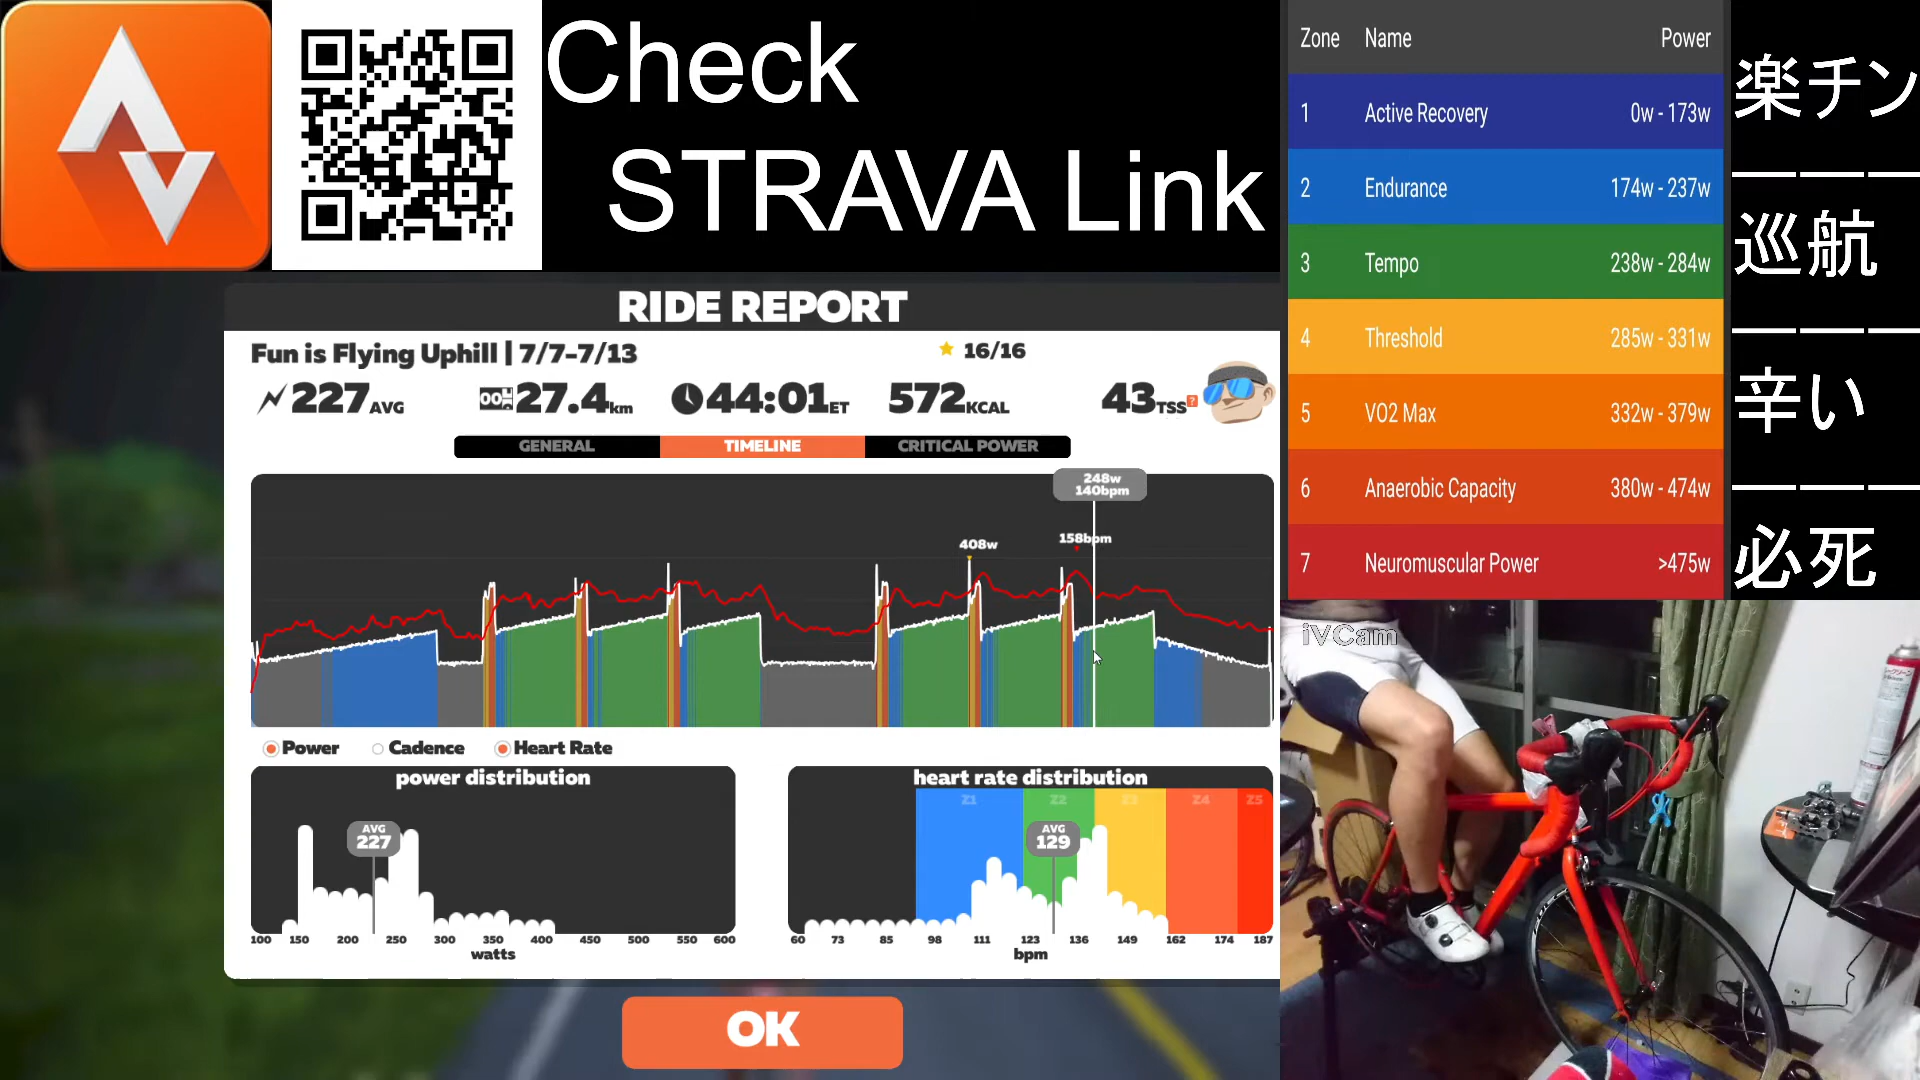 Check
STRAVA Link
Zone Name Power
1 Active Recovery 0w - 173w
2 Endurance 174w - 237w
3 Tempo 238w - 284w
4 Threshold 285w - 331w
5 VO2 Max 332w - 379w
6 Anaerobic Capacity 380w - 474w
7 Neuromuscular Power >475w
楽チン
巡航
辛い
必死
RIDE REPORT
Fun is Flying Uphill | 7/7-7/13
16/16
227AVG 27.4km 44:01ET 572KCAL 43TSS ?
GENERAL TIMELINE CRITICAL POWER
248w
140bpm
408w
158bpm
Power Cadence Heart Rate
power distribution
AVG
227
100 150 200 250 300 350 400 450 500 550 600
watts
heart rate distribution
Z1 Z2 Z3 Z4 Z5
AVG
129
60 73 85 98 111 123 136 149 162 174 187
bpm
OK
iVCam